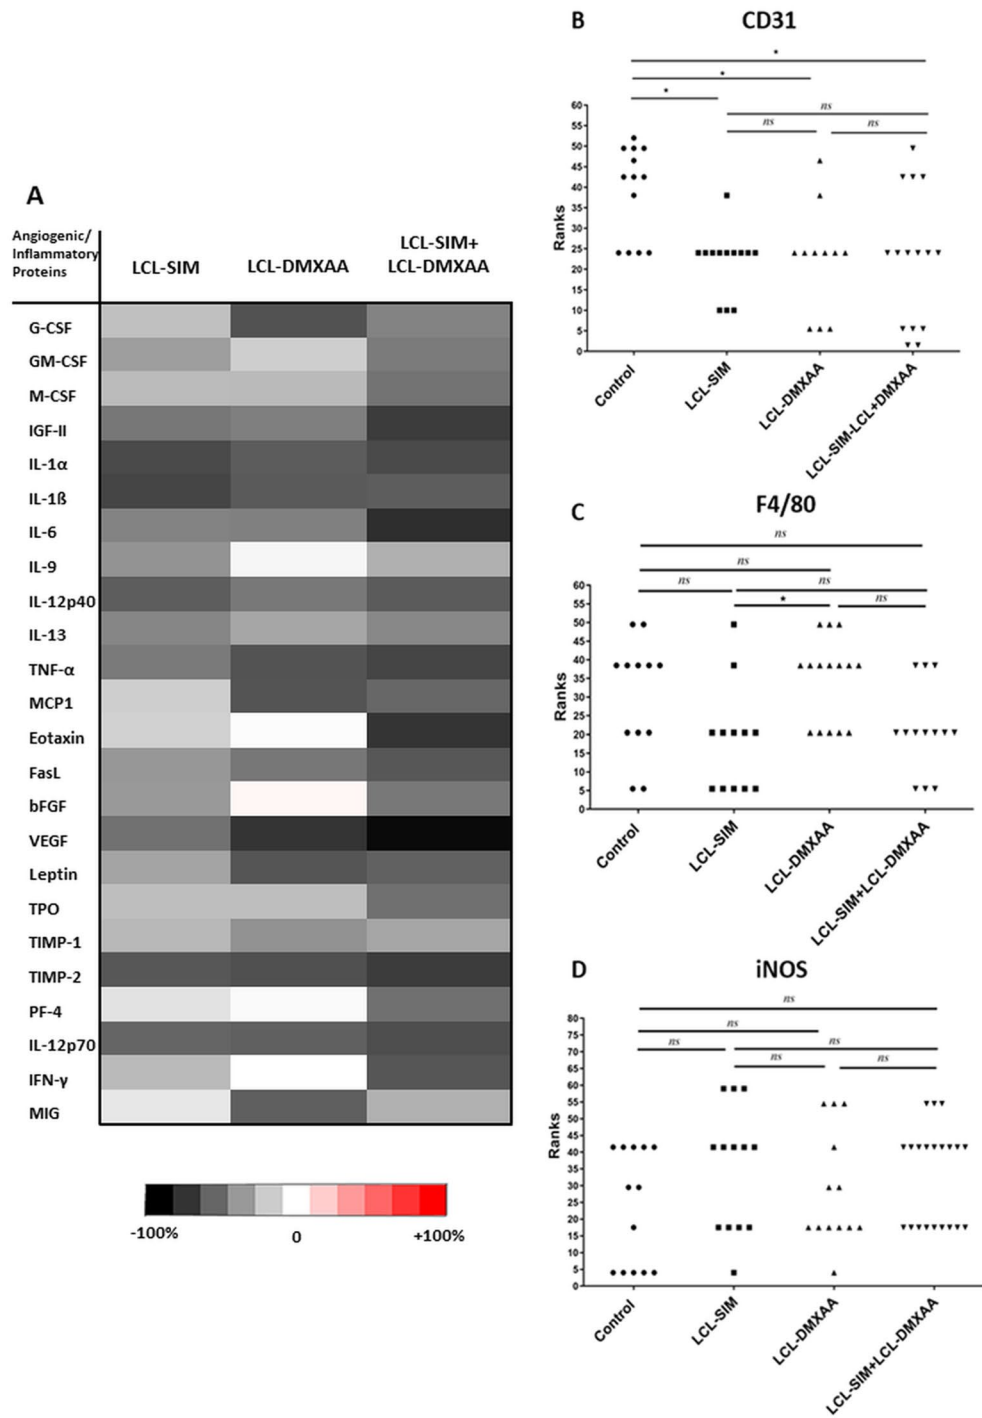 A
Angiogenic/
Inflammatory
Proteins
LCL-SIM
LCL-DMXAA
LCL-SIM+
LCL-DMXAA
G-CSF
GM-CSF
M-CSF
IGF-II
IL-1α
IL-1ß
IL-6
IL-9
IL-12p40
IL-13
TNF-α
MCP1
Eotaxin
FasL
bFGF
VEGF
Leptin
TPO
TIMP-1
TIMP-2
PF-4
IL-12p70
IFN-γ
MIG
-100%
0
+100%
B
CD31
*
*
*
ns
ns
ns
Ranks
60
55
50
45
40
35
30
25
20
15
10
5
0
Control
LCL-SIM
LCL-DMXAA
LCL-SIM-LCL+DMXAA
C
F4/80
ns
ns
ns
ns
*
ns
Ranks
60
55
50
45
40
35
30
25
20
15
10
5
0
Control
LCL-SIM
LCL-DMXAA
LCL-SIM+LCL-DMXAA
D
iNOS
ns
ns
ns
ns
ns
ns
Ranks
80
75
70
65
60
55
50
45
40
35
30
25
20
15
10
5
0
Control
LCL-SIM
LCL-DMXAA
LCL-SIM+LCL-DMXAA